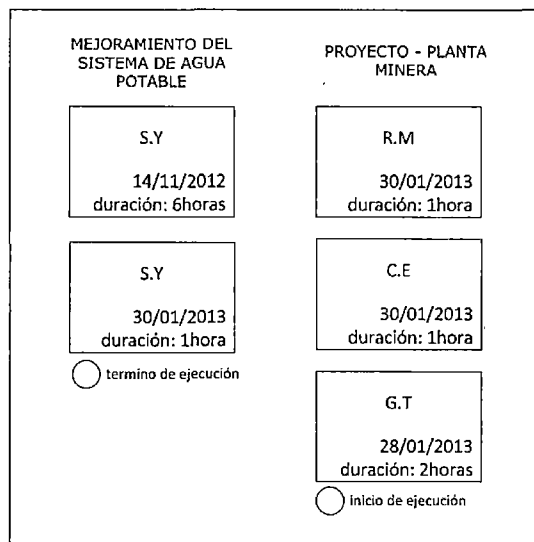 MEJORAMIENTO DEL
SISTEMA DE AGUA
POTABLE
S.Y
14/11/2012
duración: 6horas
S.Y
30/01/2013
duración: 1hora
termino de ejecución
PROYECTO - PLANTA
MINERA
R.M
30/01/2013
duración: 1hora
C.E
30/01/2013
duración: 1hora
G.T
28/01/2013
duración: 2horas
inicio de ejecución